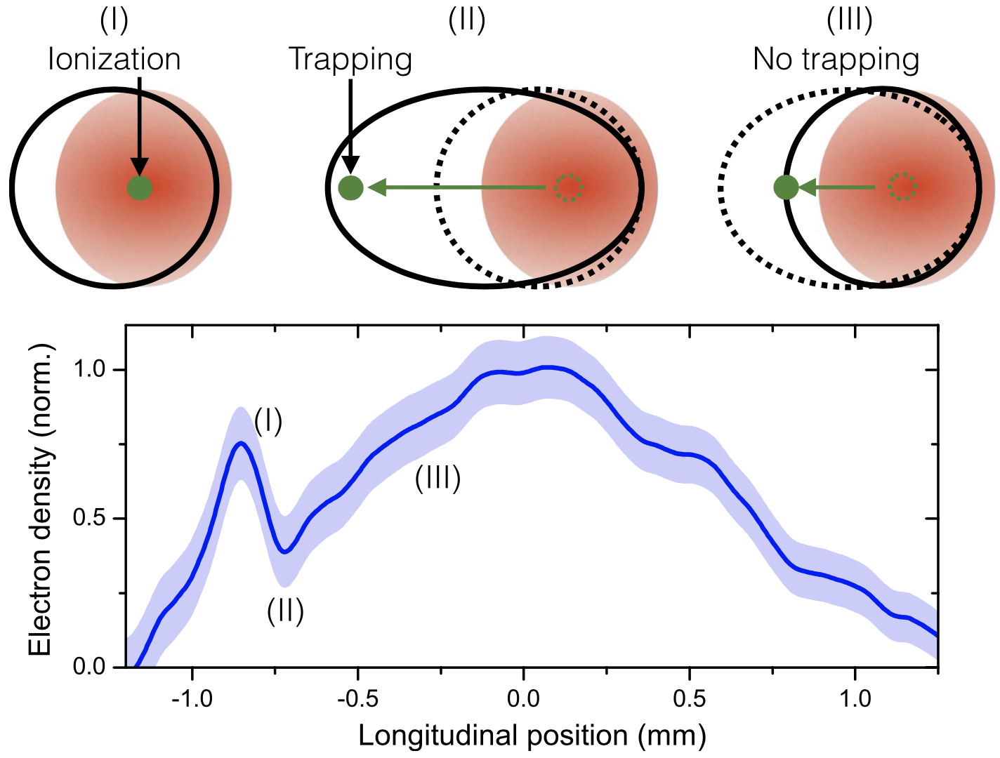 (I)
(II)
(III)
Ionization
Trapping
No trapping
Electron density (norm.)
1.0
0.5
0.0
(I)
(II)
(III)
-1.0
-0.5
0.0
0.5
1.0
Longitudinal position (mm)